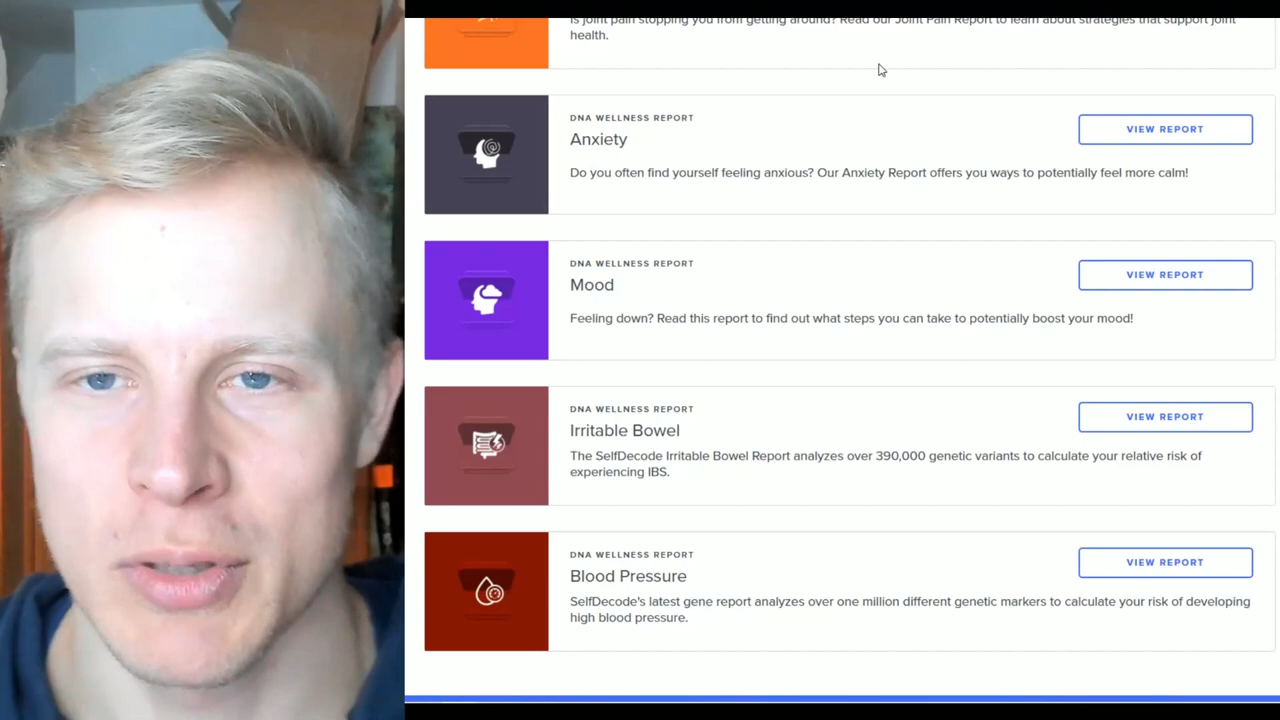 Is joint pain stopping you from getting around? Read our Joint Pain Report to learn about strategies that support joint
health.
DNA WELLNESS REPORT
Anxiety
VIEW REPORT
Do you often find yourself feeling anxious? Our Anxiety Report offers you ways to potentially feel more calm!
DNA WELLNESS REPORT
Mood
VIEW REPORT
Feeling down? Read this report to find out what steps you can take to potentially boost your mood!
DNA WELLNESS REPORT
Irritable Bowel
VIEW REPORT
The SelfDecode Irritable Bowel Report analyzes over 390,000 genetic variants to calculate your relative risk of
experiencing IBS.
DNA WELLNESS REPORT
Blood Pressure
VIEW REPORT
SelfDecode's latest gene report analyzes over one million different genetic markers to calculate your risk of developing
high blood pressure.